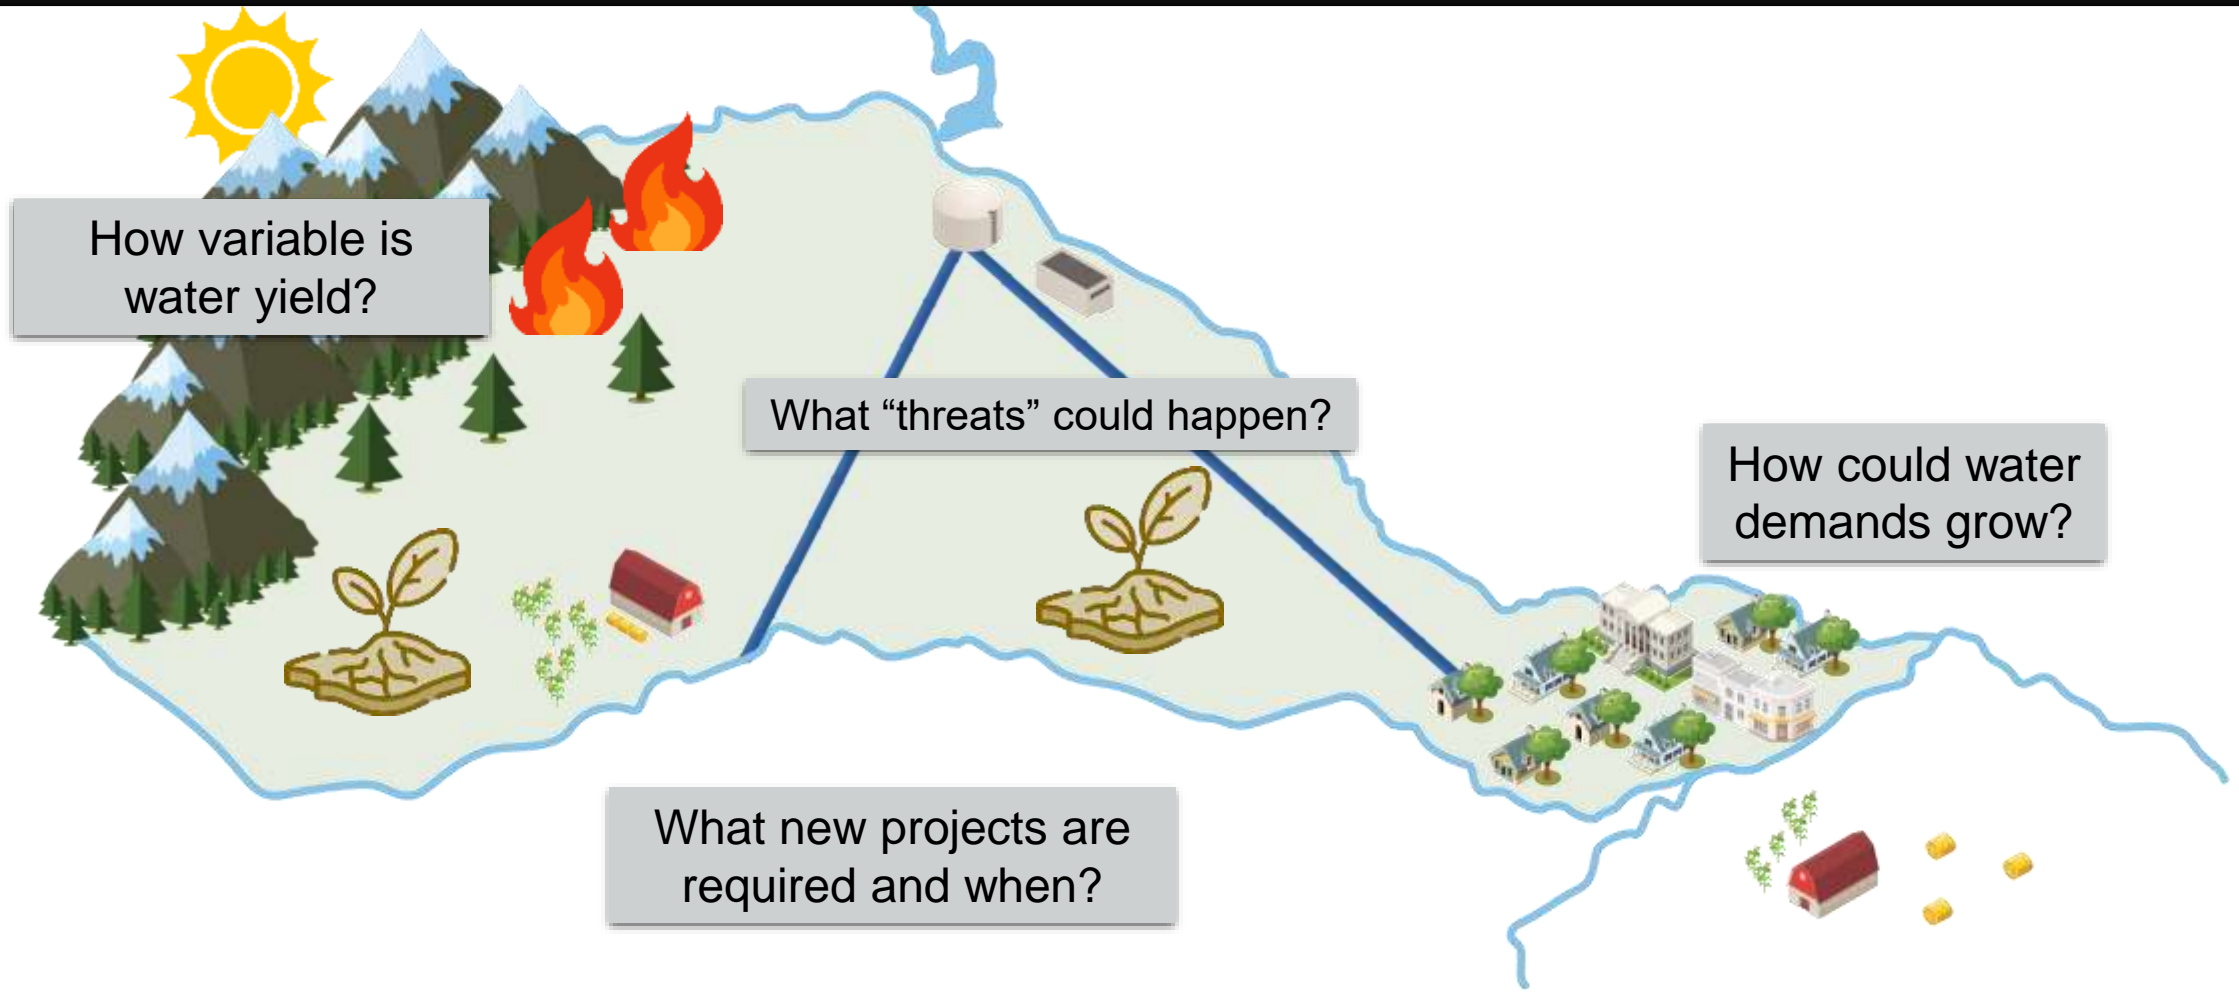 How variable is
water yield?
What “threats” could happen?
How could water
demands grow?
What new projects are
required and when?